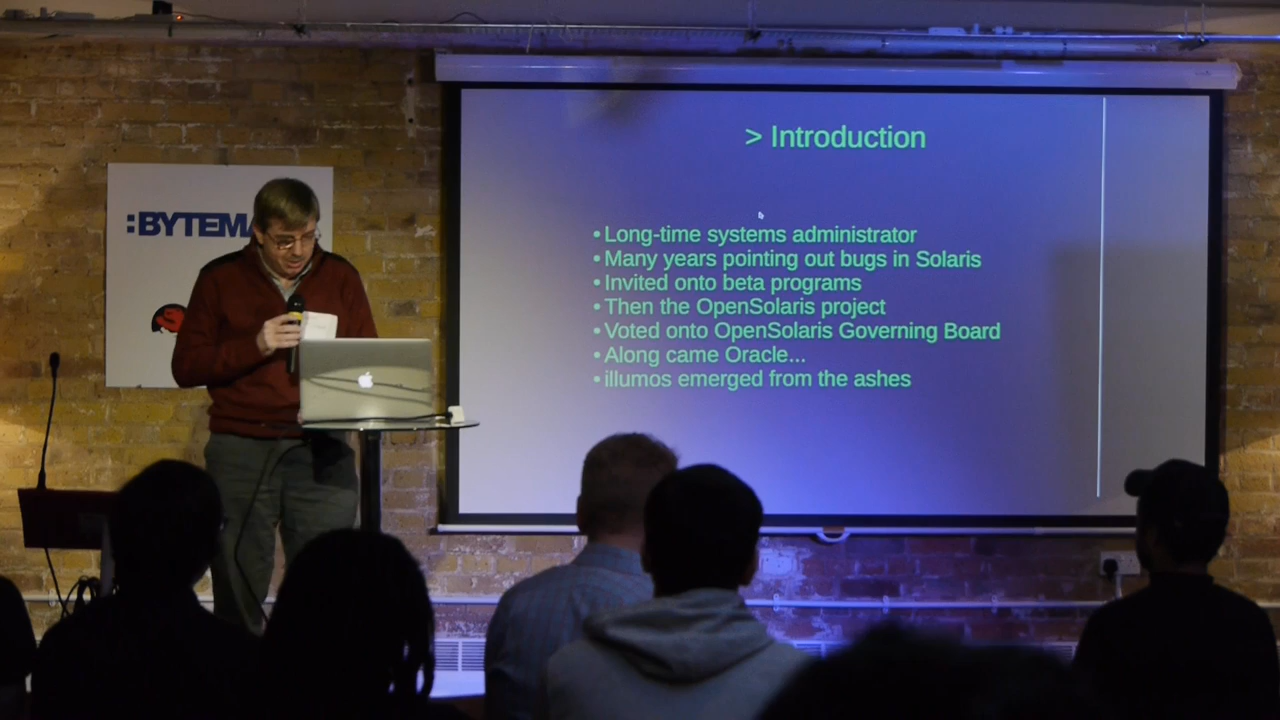 > Introduction
:BYTEM
• Long-time systems administrator
• Many years pointing out bugs in Solaris
• Invited onto beta programs
• Then the OpenSolaris project
• Voted onto OpenSolaris Governing Board
• Along came Oracle...
• illumos emerged from the ashes